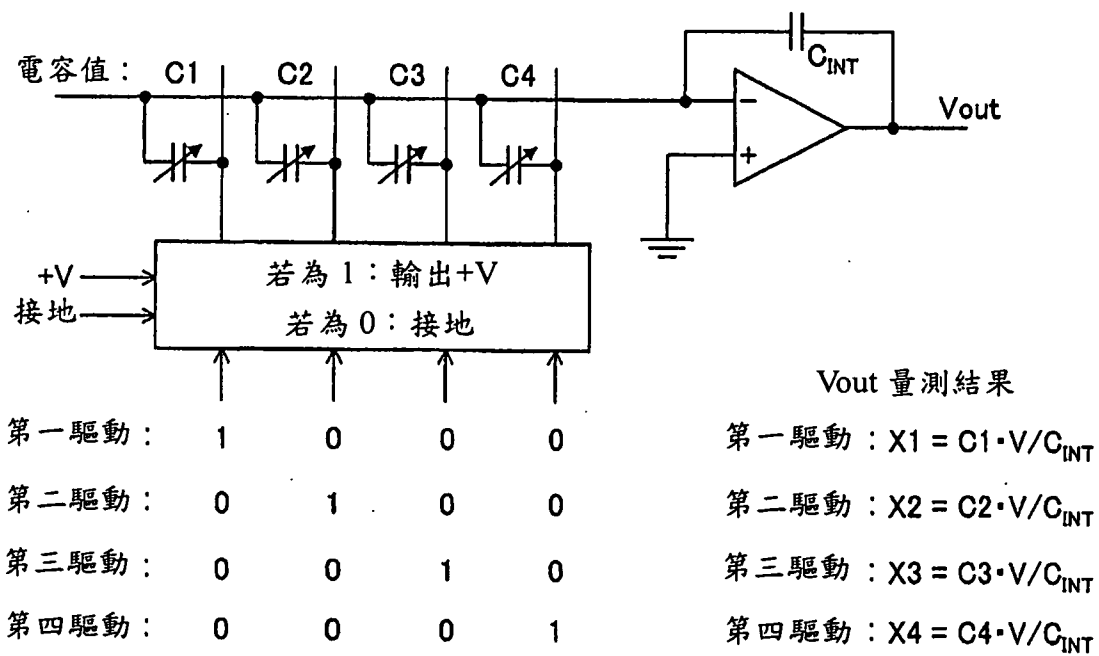 電容值： C1 C2 C3 C4
C_INT
−
+
Vout
+V
接地
若為 1：輸出+V
若為 0：接地
Vout 量測結果
第一驅動： 1 0 0 0 第一驅動：X1 = C1･V/C_INT
第二驅動： 0 1 0 0 第二驅動：X2 = C2･V/C_INT
第三驅動： 0 0 1 0 第三驅動：X3 = C3･V/C_INT
第四驅動： 0 0 0 1 第四驅動：X4 = C4･V/C_INT